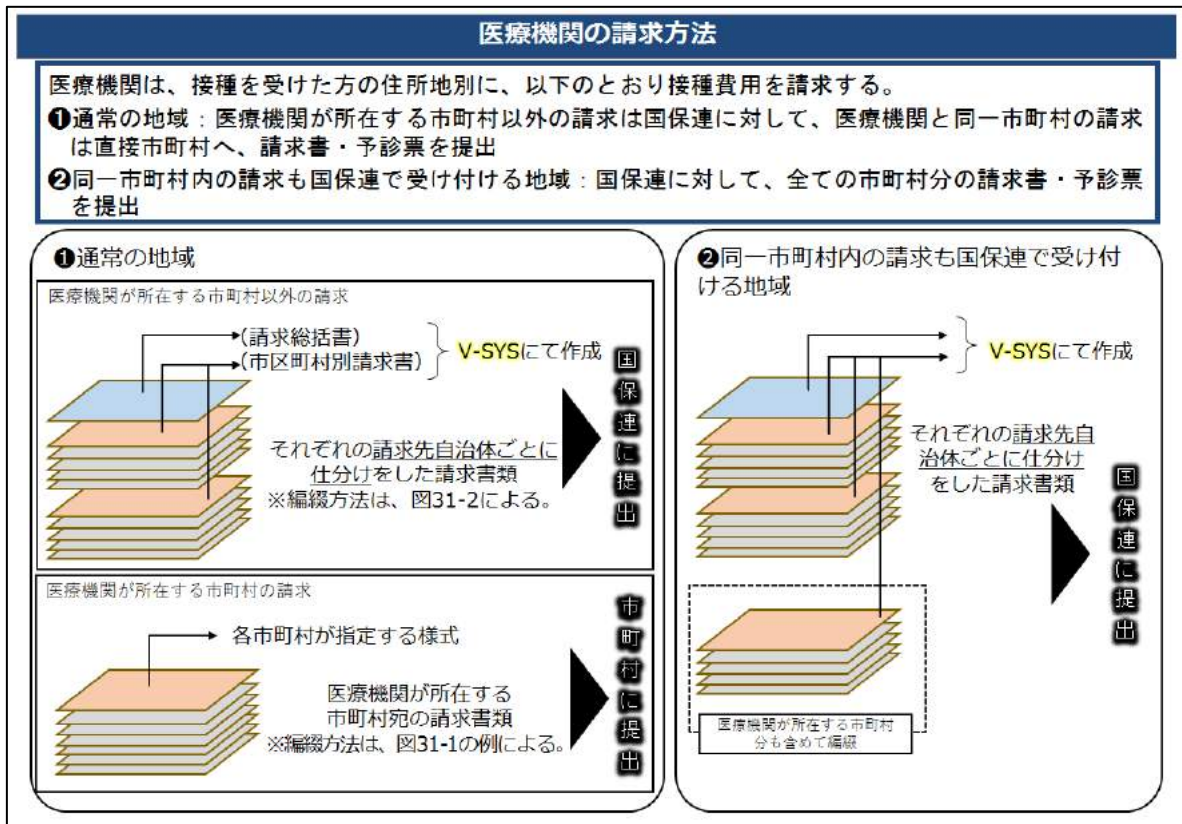 医療機関の請求方法
医療機関は、接種を受けた方の住所地別に、以下のとおり接種費用を請求する。
❶通常の地域：医療機関が所在する市町村以外の請求は国保連に対して、医療機関と同一市町村の請求
は直接市町村へ、請求書・予診票を提出
❷同一市町村内の請求も国保連で受け付ける地域：国保連に対して、全ての市町村分の請求書・予診票
を提出
❶通常の地域
医療機関が所在する市町村以外の請求
(請求総括書)
(市区町村別請求書)
V-SYSにて作成
それぞれの請求先自治体ごとに
仕分けをした請求書類
※編綴方法は、図31-2による。
国保連に提出
医療機関が所在する市町村の請求
各市町村が指定する様式
医療機関が所在する
市町村宛の請求書類
※編綴方法は、図31-1の例による。
市町村に提出
❷同一市町村内の請求も国保連で受け付
ける地域
V-SYSにて作成
それぞれの請求先自
治体ごとに仕分け
をした請求書類
国保連に提出
医療機関が所在する市町村
分も含めて編綴